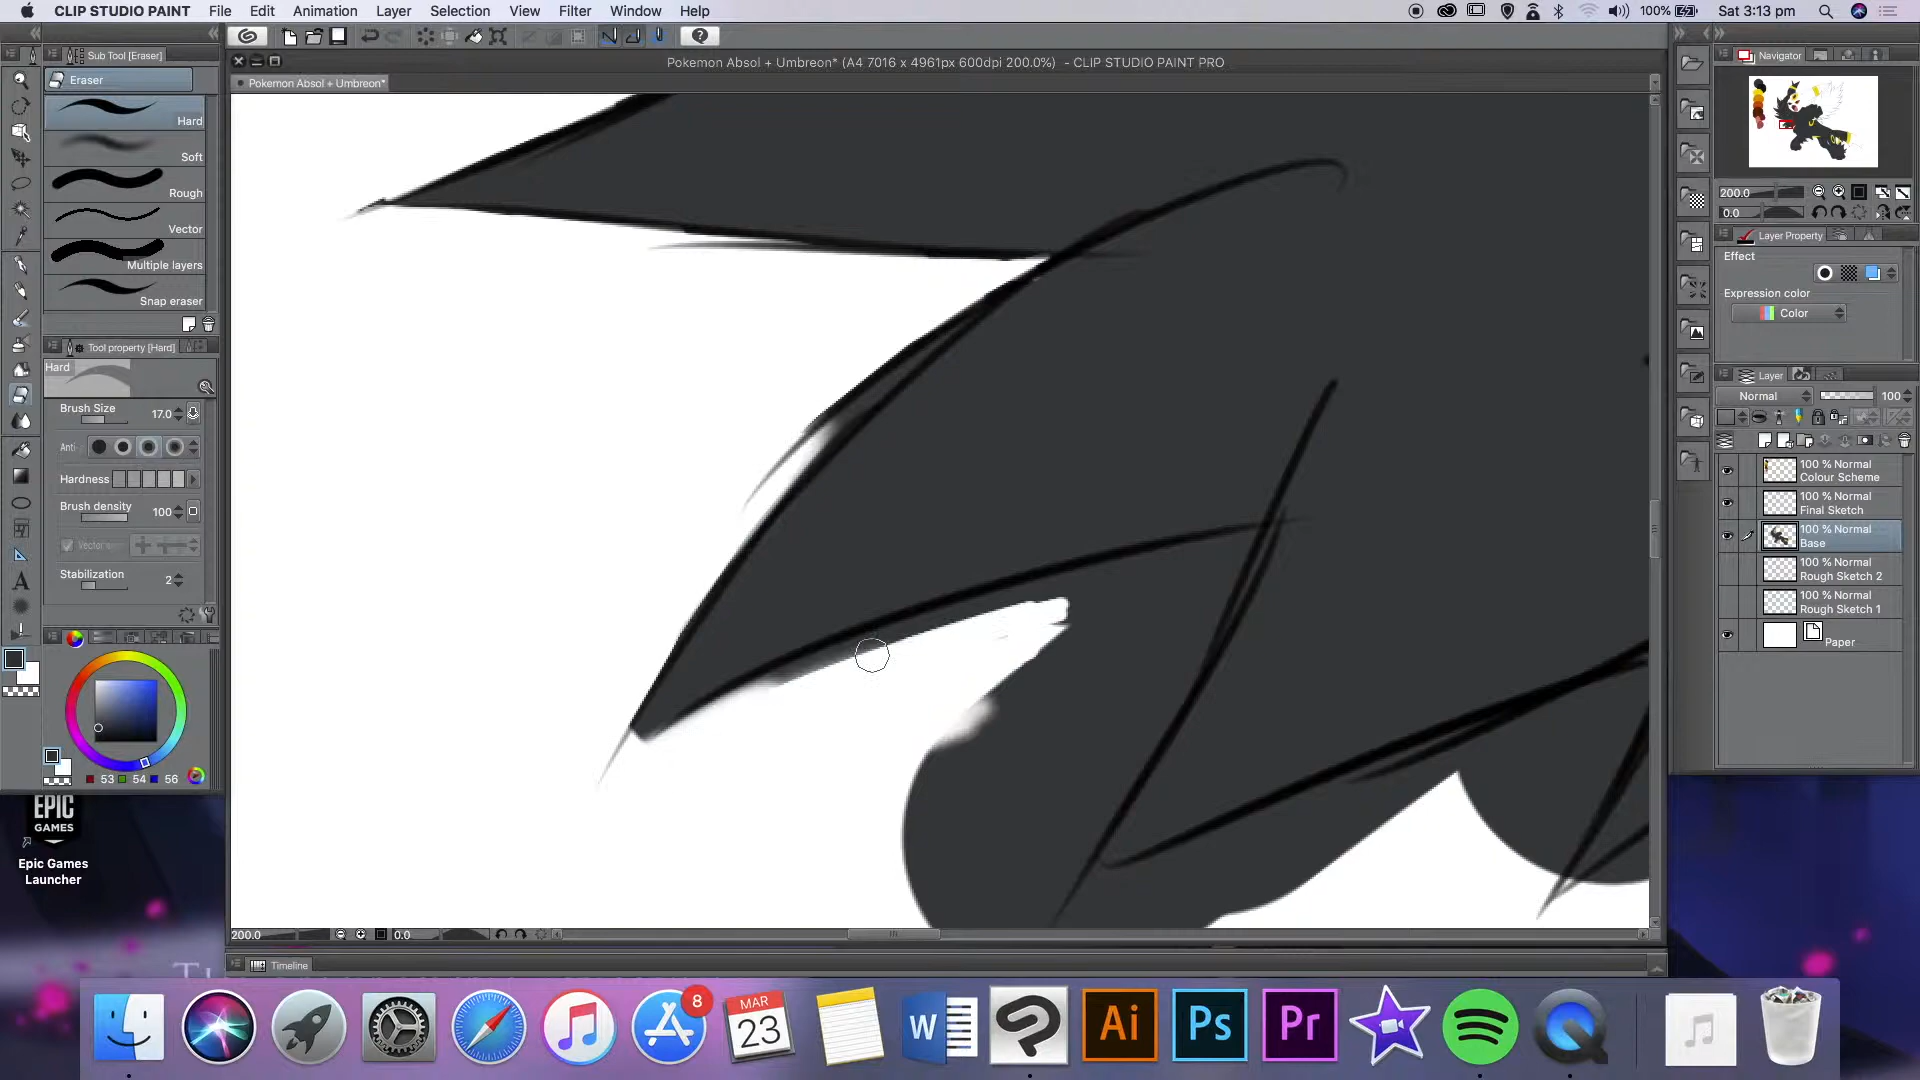 CLIP STUDIO PAINT File Edit Animation Layer Selection View Filter Window Help 100% Sat 3:13 pm
Sub Tool [Eraser]
Eraser
Hard
Soft
Rough
Vector
Multiple layers
Snap eraser
Tool property [Hard]
Hard
Brush Size 17.0
Anti-
Hardness
Brush density 100
Vector
Stabilization 2
53 54 56
Pokemon Absol + Umbreon* (A4 7016 x 4961px 600dpi 200.0%) - CLIP STUDIO PAINT PRO
Pokemon Absol + Umbreon*
200.0 0.0
Timeline
Navigator
200.0
0.0
Layer Property
Effect
Expression color
Color
Layer
Normal 100
100 % Normal
Colour Scheme
100 % Normal
Final Sketch
100 % Normal
Base
100 % Normal
Rough Sketch 2
100 % Normal
Rough Sketch 1
Paper
EPIC
GAMES
Epic Games
Launcher
8
MAR
23
W
Ai
Ps
Pr